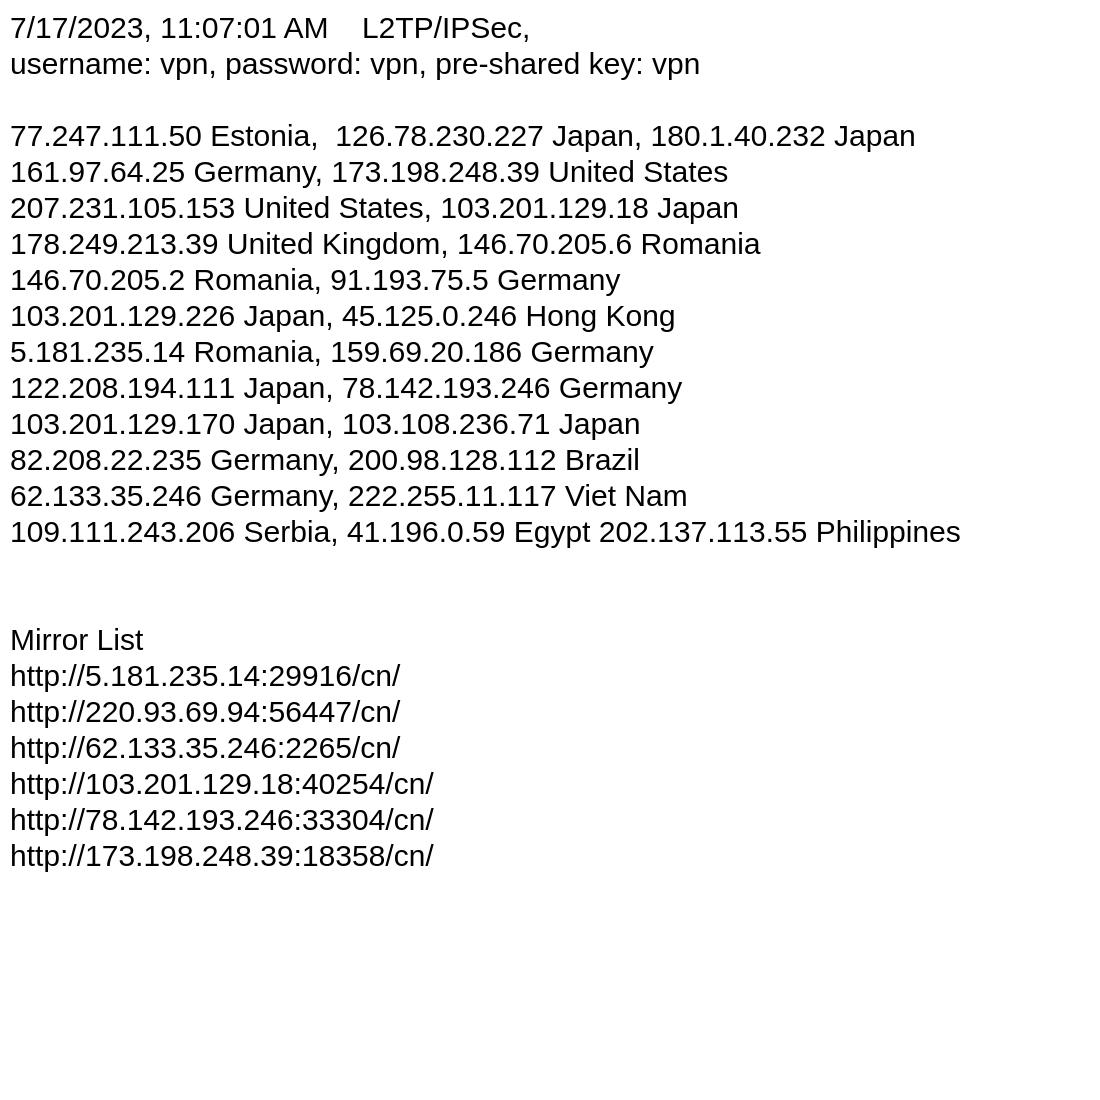 7/17/2023, 11:07:01 AM    L2TP/IPSec,
username: vpn, password: vpn, pre-shared key: vpn
77.247.111.50 Estonia,  126.78.230.227 Japan, 180.1.40.232 Japan
161.97.64.25 Germany, 173.198.248.39 United States
207.231.105.153 United States, 103.201.129.18 Japan
178.249.213.39 United Kingdom, 146.70.205.6 Romania
146.70.205.2 Romania, 91.193.75.5 Germany
103.201.129.226 Japan, 45.125.0.246 Hong Kong
5.181.235.14 Romania, 159.69.20.186 Germany
122.208.194.111 Japan, 78.142.193.246 Germany
103.201.129.170 Japan, 103.108.236.71 Japan
82.208.22.235 Germany, 200.98.128.112 Brazil
62.133.35.246 Germany, 222.255.11.117 Viet Nam
109.111.243.206 Serbia, 41.196.0.59 Egypt 202.137.113.55 Philippines
Mirror List
http://5.181.235.14:29916/cn/
http://220.93.69.94:56447/cn/
http://62.133.35.246:2265/cn/
http://103.201.129.18:40254/cn/
http://78.142.193.246:33304/cn/
http://173.198.248.39:18358/cn/